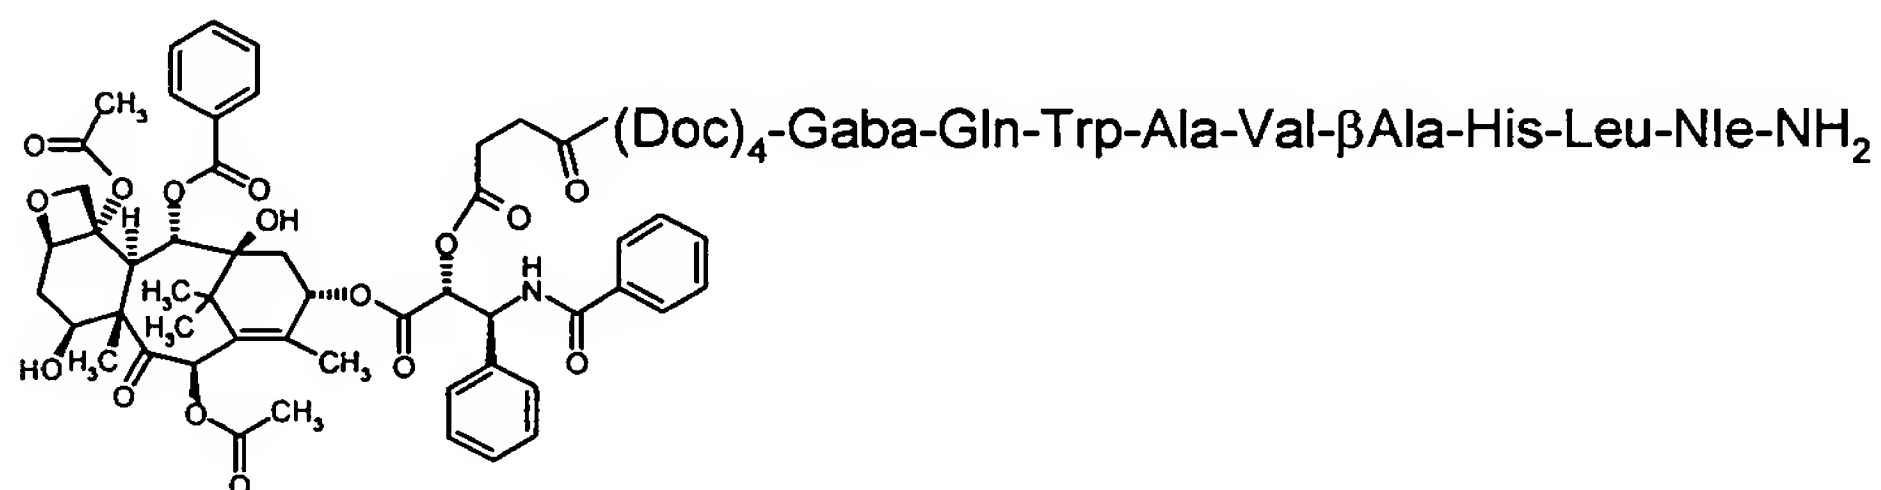 (Doc)4-Gaba-Gln-Trp-Ala-Val-βAla-His-Leu-Nle-NH2
CH3
O
O
O
O
O
O
H
OH
O
O
O
H
N
H3C
H3C
O
O
O
HO
H3C
O
CH3
O
CH3
O